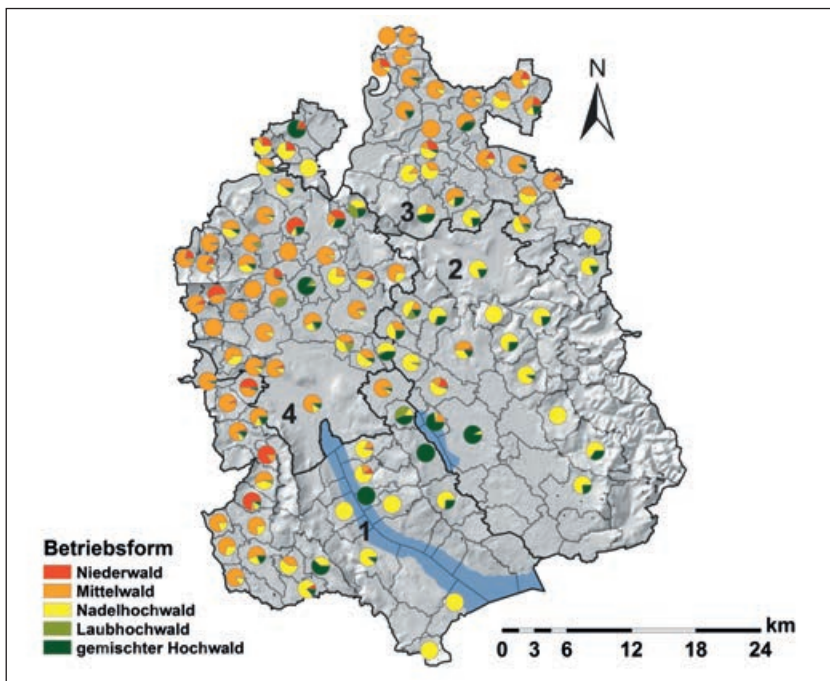 N
3
2
4
1
Betriebsform
Niederwald
Mittelwald
Nadelhochwald
Laubhochwald
gemischter Hochwald
km
0 3 6 12 18 24